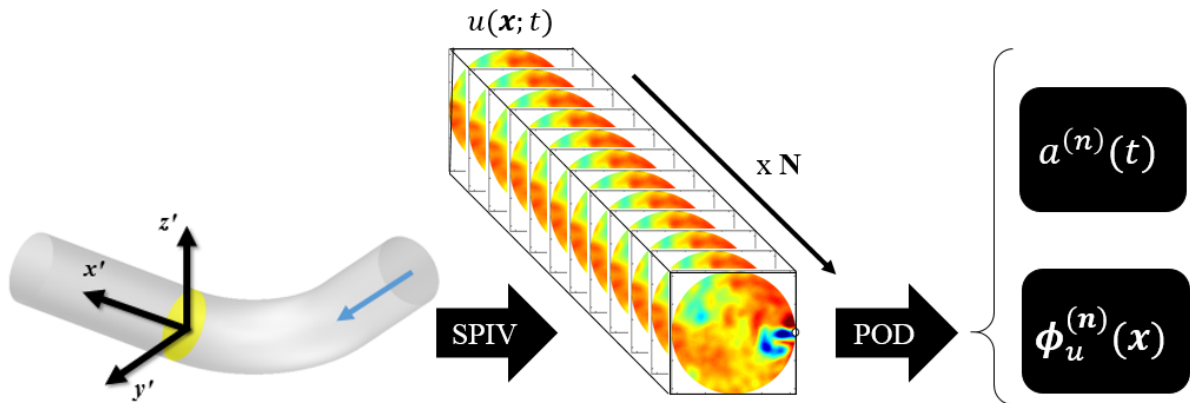 u(x; t)
x N
z'
x'
y'
SPIV
POD
a^(n)(t)
ϕ_u^(n)(x)